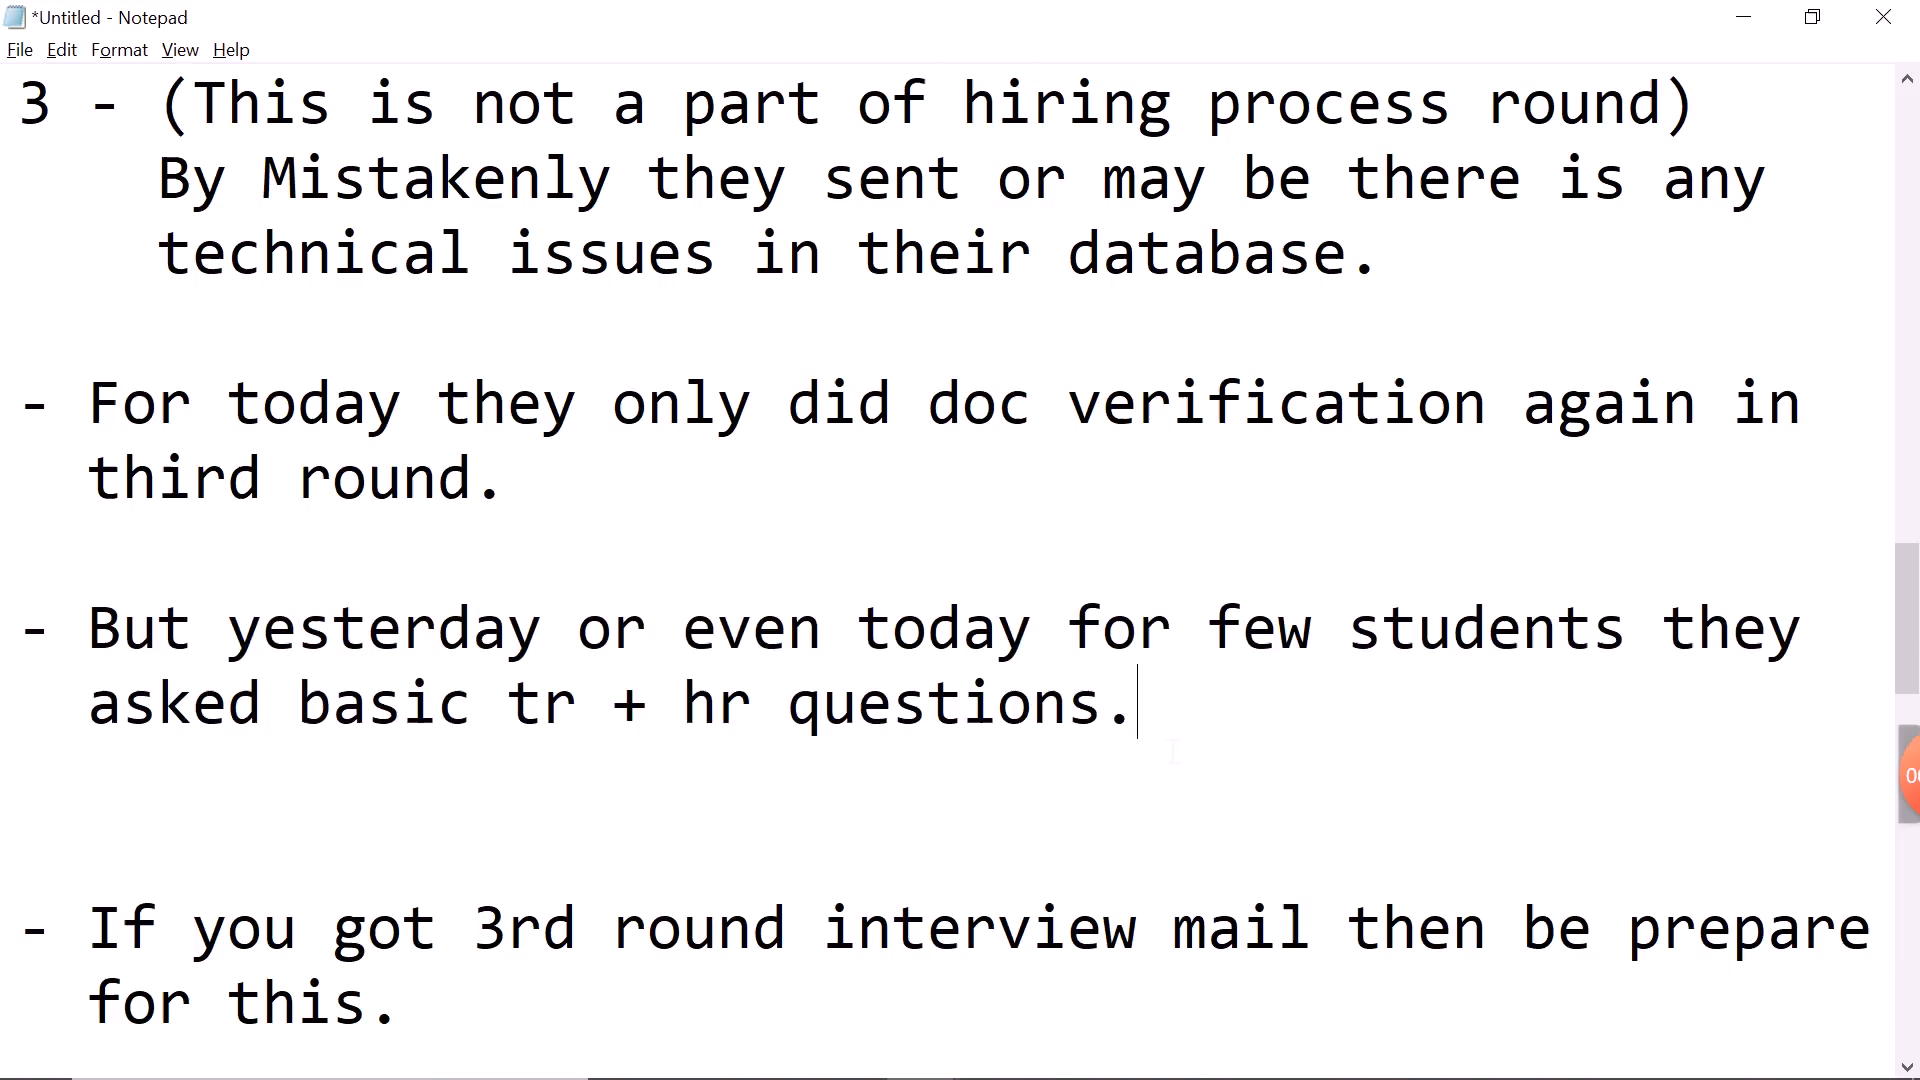 *Untitled - Notepad
File Edit Format View Help
3 - (This is not a part of hiring process round)
By Mistakenly they sent or may be there is any
technical issues in their database.
- For today they only did doc verification again in
third round.
- But yesterday or even today for few students they
asked basic tr + hr questions.
- If you got 3rd round interview mail then be prepare
for this.